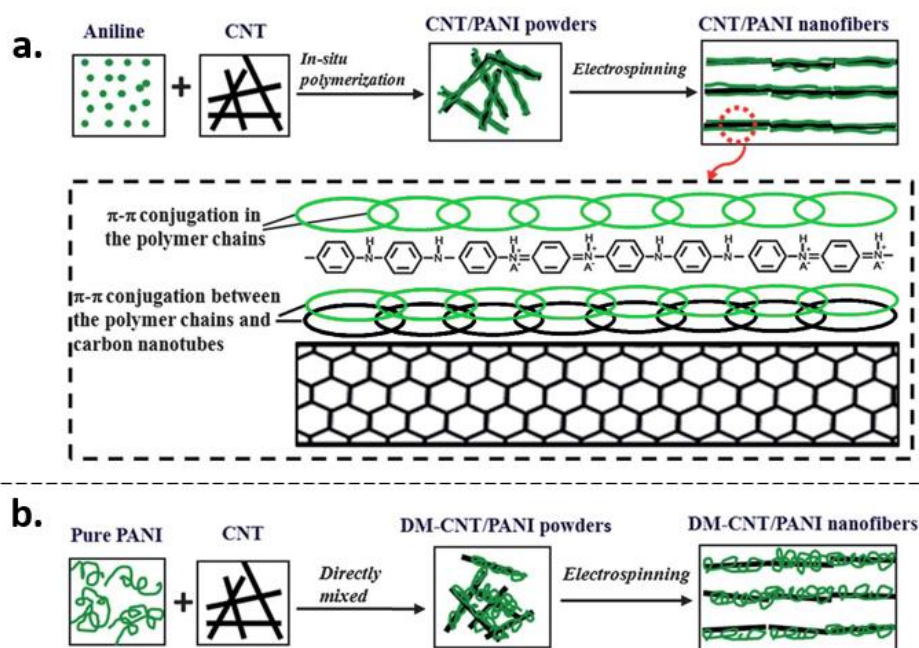 a.
Aniline
CNT
CNT/PANI powders
CNT/PANI nanofibers
+
In-situ
polymerization
Electrospinning
π-π conjugation in
the polymer chains
H H H H H H H H
N N N+ N+ N N N+ N+
A- A- A- A-
π-π conjugation between
the polymer chains and
carbon nanotubes
b.
Pure PANI
CNT
DM-CNT/PANI powders
DM-CNT/PANI nanofibers
+
Directly
mixed
Electrospinning